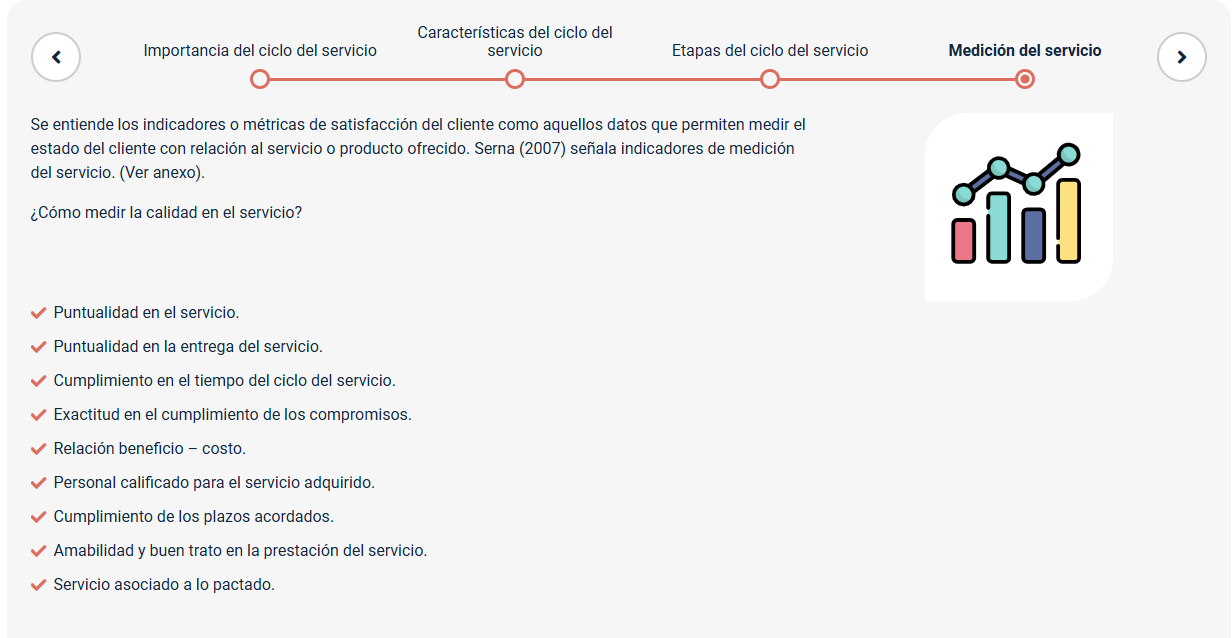 Importancia del ciclo del servicio
Características del ciclo del
servicio
Etapas del ciclo del servicio
Medición del servicio
Se entiende los indicadores o métricas de satisfacción del cliente como aquellos datos que permiten medir el
estado del cliente con relación al servicio o producto ofrecido. Serna (2007) señala indicadores de medición
del servicio. (Ver anexo).
¿Cómo medir la calidad en el servicio?
Puntualidad en el servicio.
Puntualidad en la entrega del servicio.
Cumplimiento en el tiempo del ciclo del servicio.
Exactitud en el cumplimiento de los compromisos.
Relación beneficio – costo.
Personal calificado para el servicio adquirido.
Cumplimiento de los plazos acordados.
Amabilidad y buen trato en la prestación del servicio.
Servicio asociado a lo pactado.